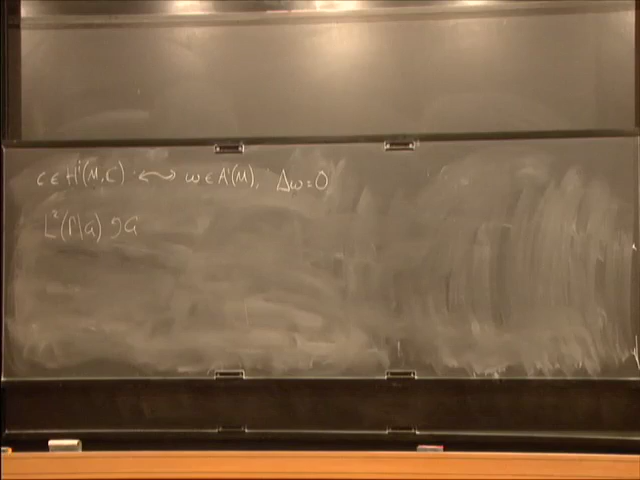 c ∈ H^i(M, C) ⟷ ω ∈ A^i(M), Δω = 0
L²(Γ\G) ↻ G